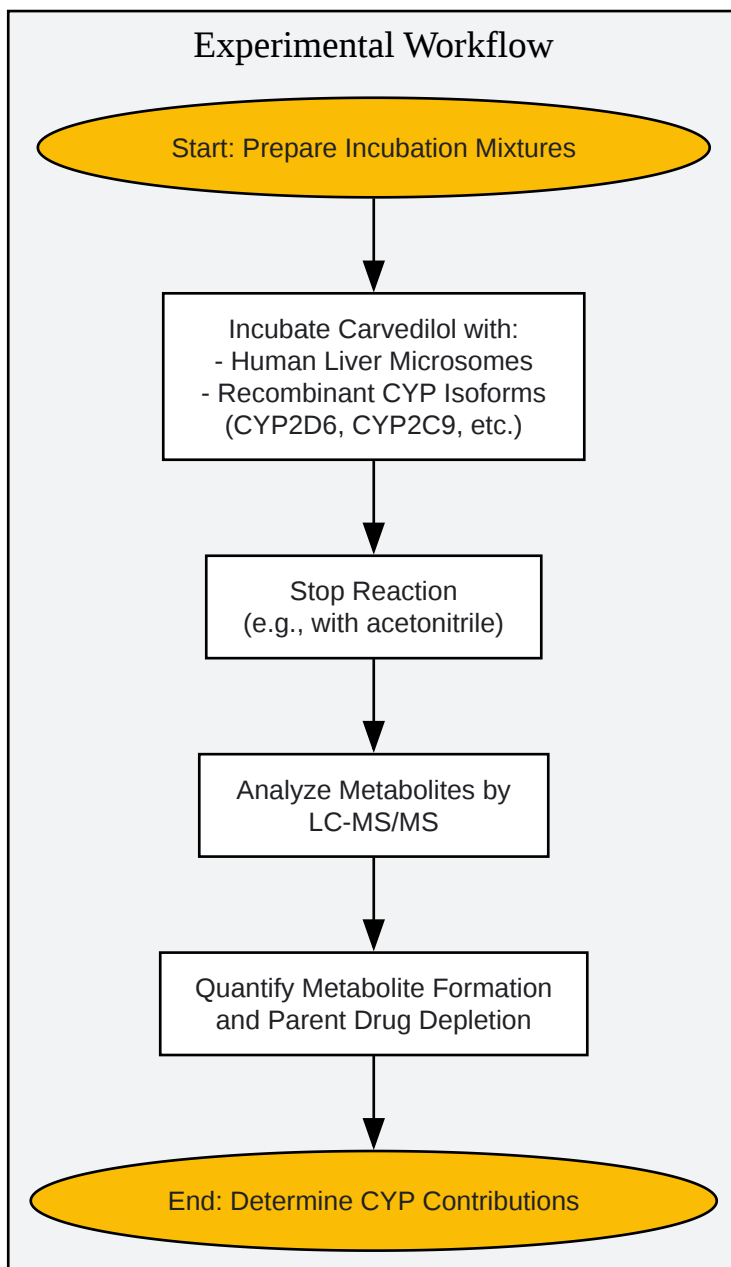 Experimental Workflow
Start: Prepare Incubation Mixtures
Incubate Carvedilol with:
- Human Liver Microsomes
- Recombinant CYP Isoforms
(CYP2D6, CYP2C9, etc.)
Stop Reaction
(e.g., with acetonitrile)
Analyze Metabolites by
LC-MS/MS
Quantify Metabolite Formation
and Parent Drug Depletion
End: Determine CYP Contributions